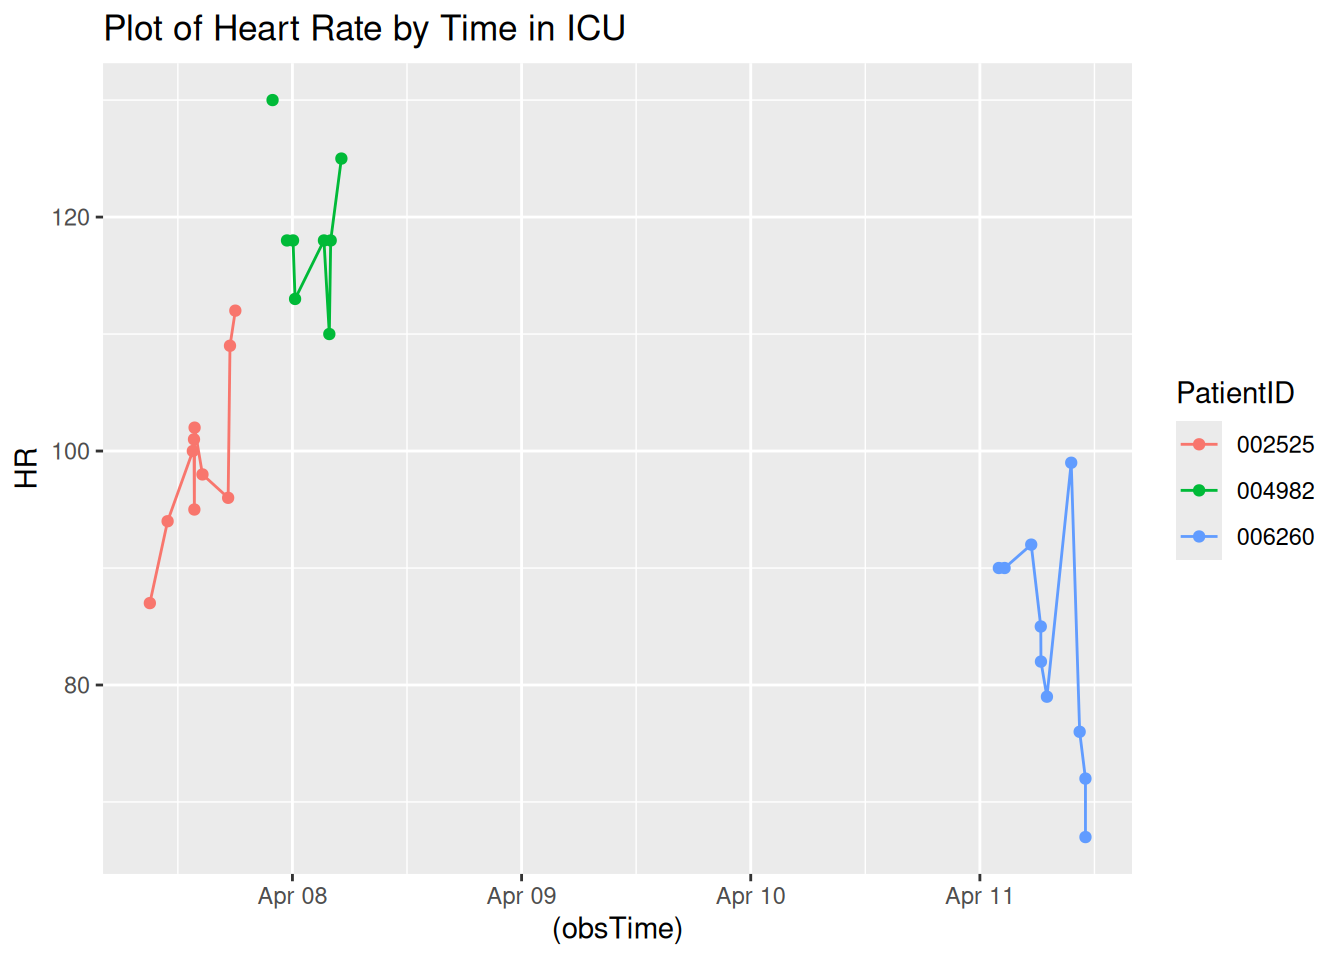 Plot of Heart Rate by Time in ICU
120
100
80
HR
Apr 08
Apr 09
Apr 10
Apr 11
(obsTime)
PatientID
002525
004982
006260